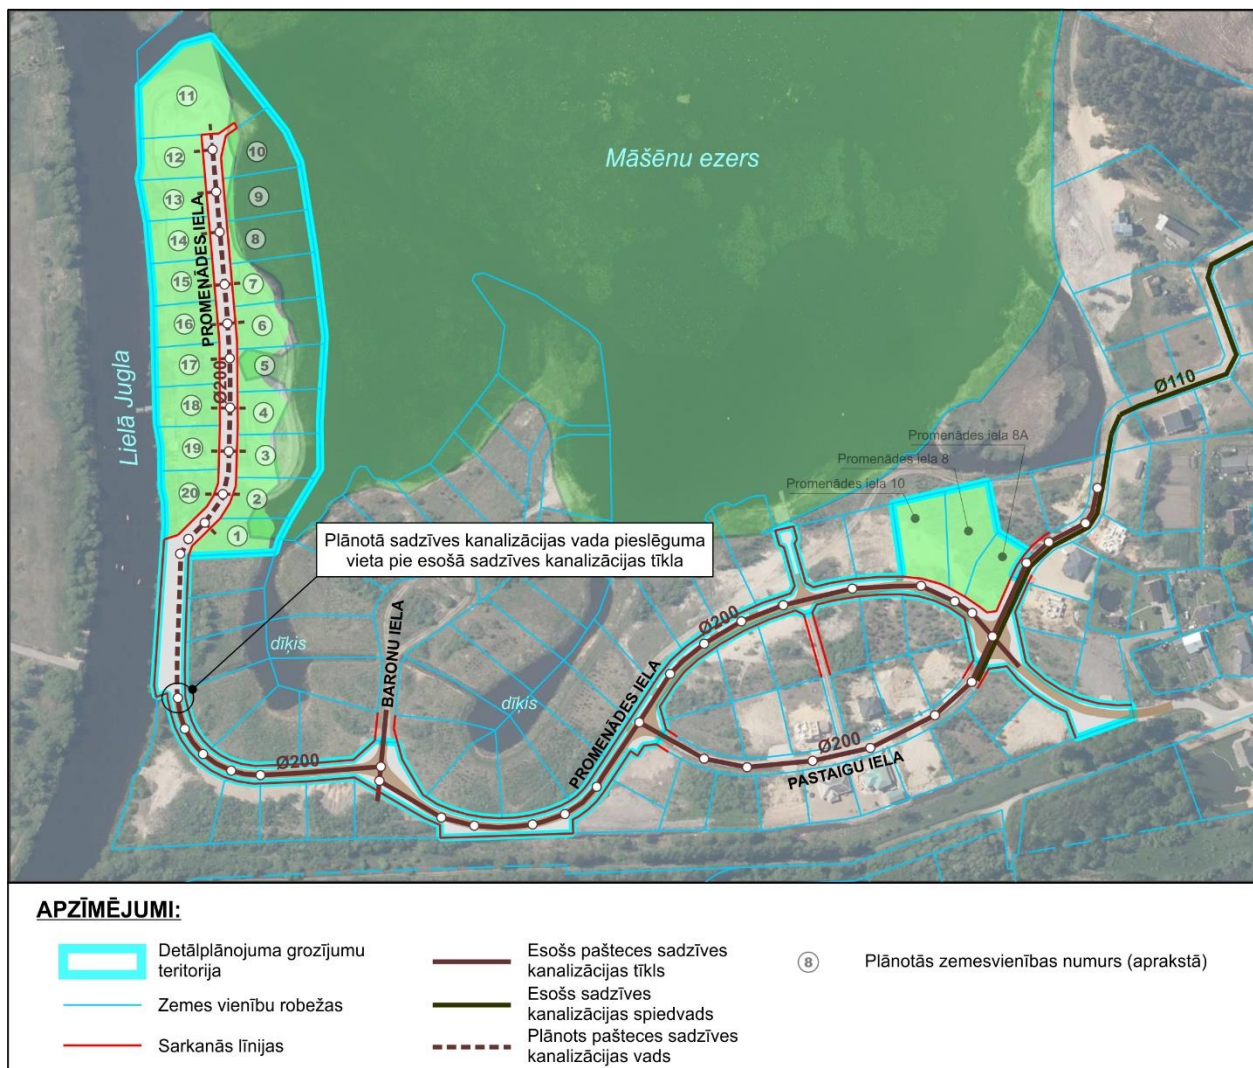 Māšēnu ezers
Lielā Jugla
11
12
10
13
9
14
8
15
7
16
6
17
5
18
4
19
3
20
2
1
PROMENĀDES IELA
Ø200
Ø110
Promenādes iela 8A
Promenādes iela 8
Promenādes iela 10
Plānotā sadzīves kanalizācijas vada pieslēguma
vieta pie esošā sadzīves kanalizācijas tīkla
dīķis
BARONU IELA
dīķis
Ø200
PROMENĀDES IELA
Ø200
Ø200
PASTAIGU IELA
APZĪMĒJUMI:
Detālplānojuma grozījumu
teritorija
Zemes vienību robežas
Sarkanās līnijas
Esošs pašteces sadzīves
kanalizācijas tīkls
Esošs sadzīves
kanalizācijas spiedvads
Plānots pašteces sadzīves
kanalizācijas vads
8
Plānotās zemesvienības numurs (aprakstā)